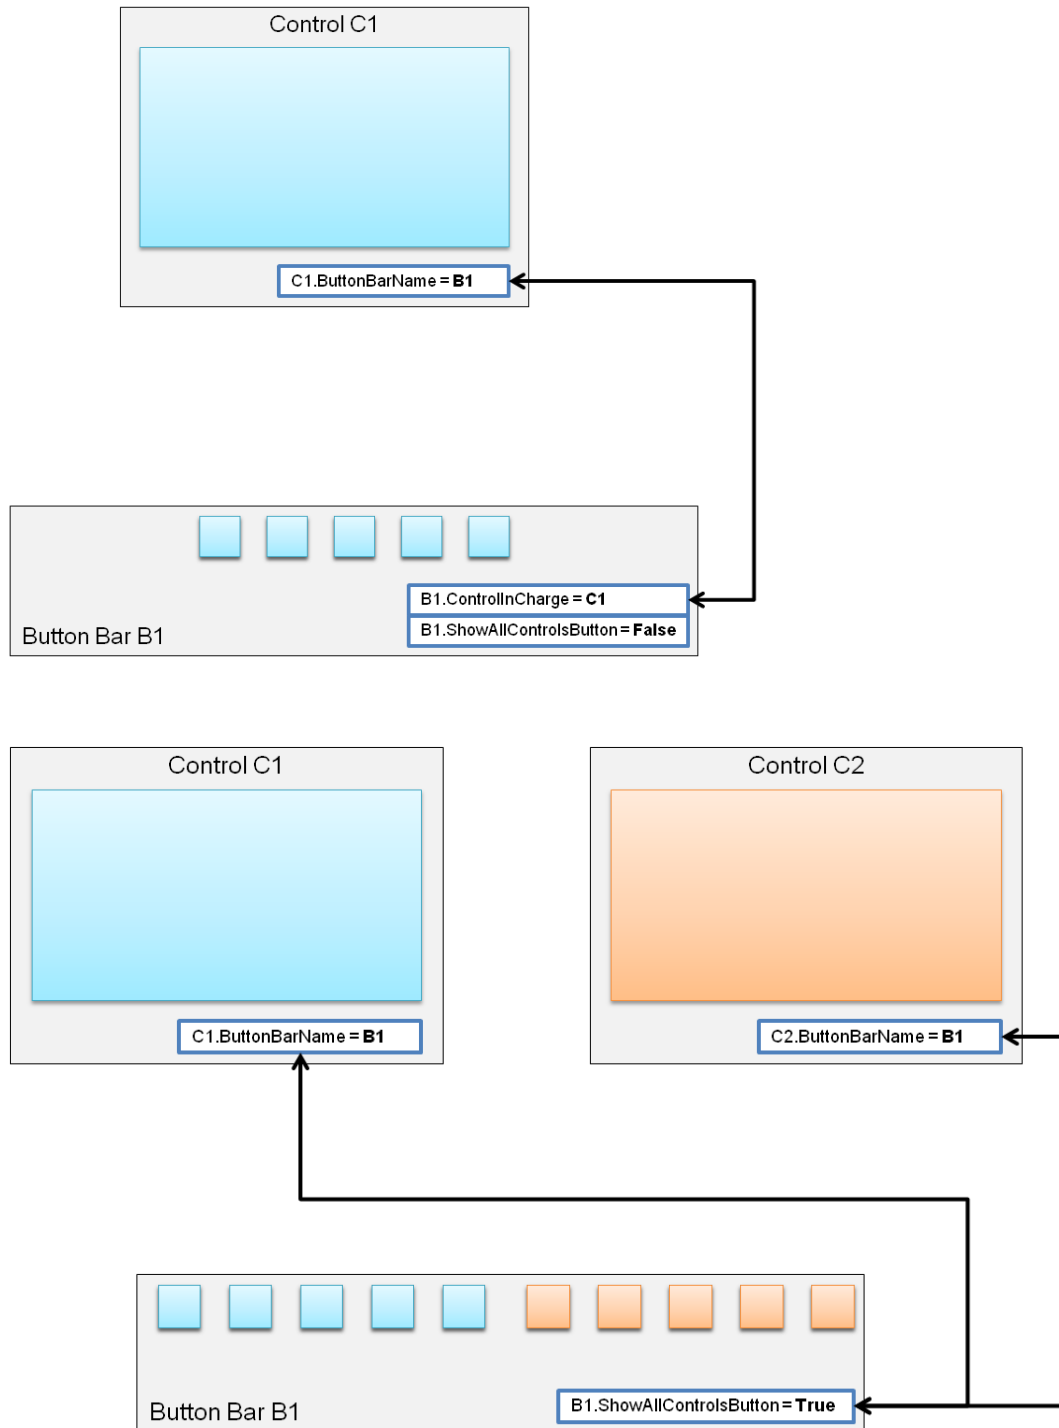 Control C1
C1.ButtonBarName = B1
B1.ControlInCharge = C1
B1.ShowAllControlsButton = False
Button Bar B1
Control C1
Control C2
C1.ButtonBarName = B1
C2.ButtonBarName = B1
B1.ShowAllControlsButton = True
Button Bar B1